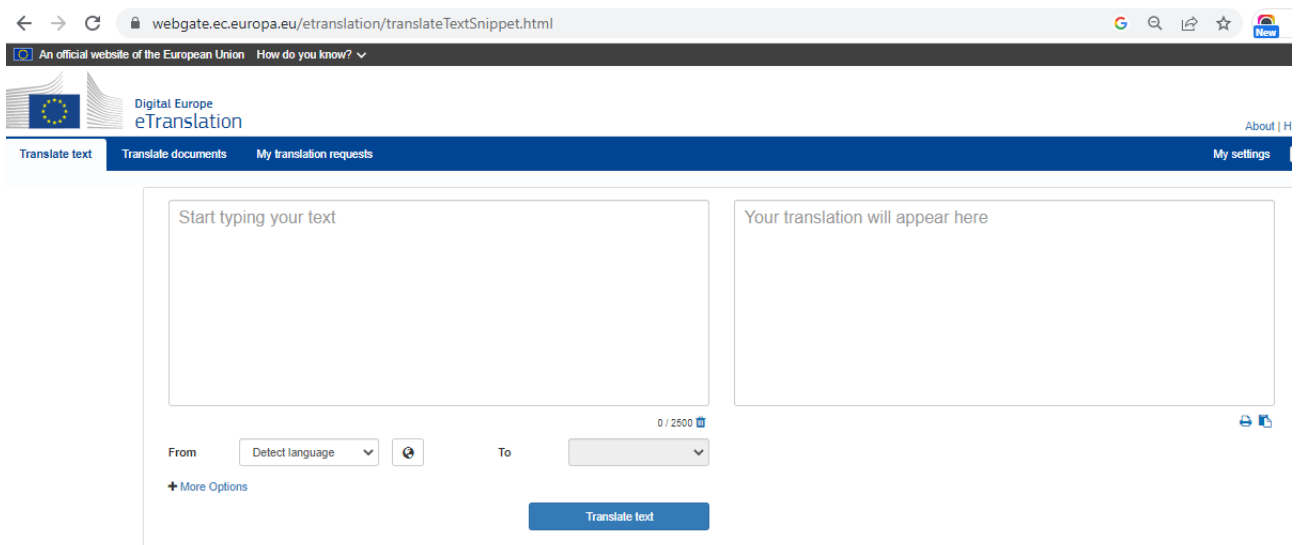 webgate.ec.europa.eu/etranslation/translateTextSnippet.html
New
An official website of the European Union How do you know?
Digital Europe
eTranslation
About | H
Translate text Translate documents My translation requests My settings
Start typing your text Your translation will appear here
0 / 2500
From Detect language To
+ More Options
Translate text